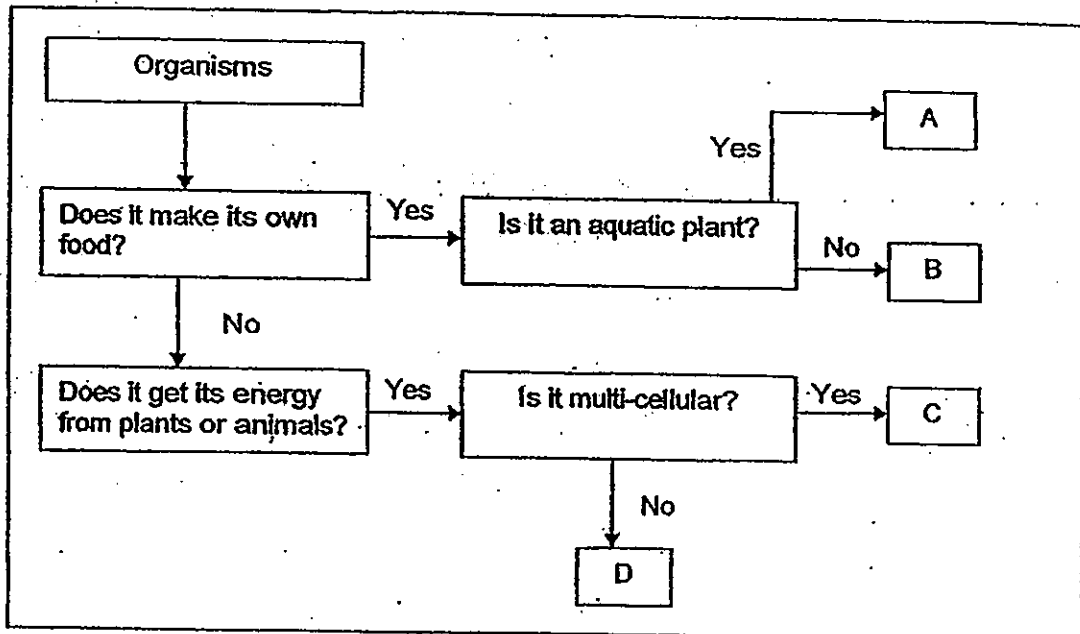 Organisms
Yes
A
Does it make its own
food?
Yes
Is it an aquatic plant?
No
B
No
Does it get its energy
from plants or animals?
Yes
Is it multi-cellular?
Yes
C
No
D